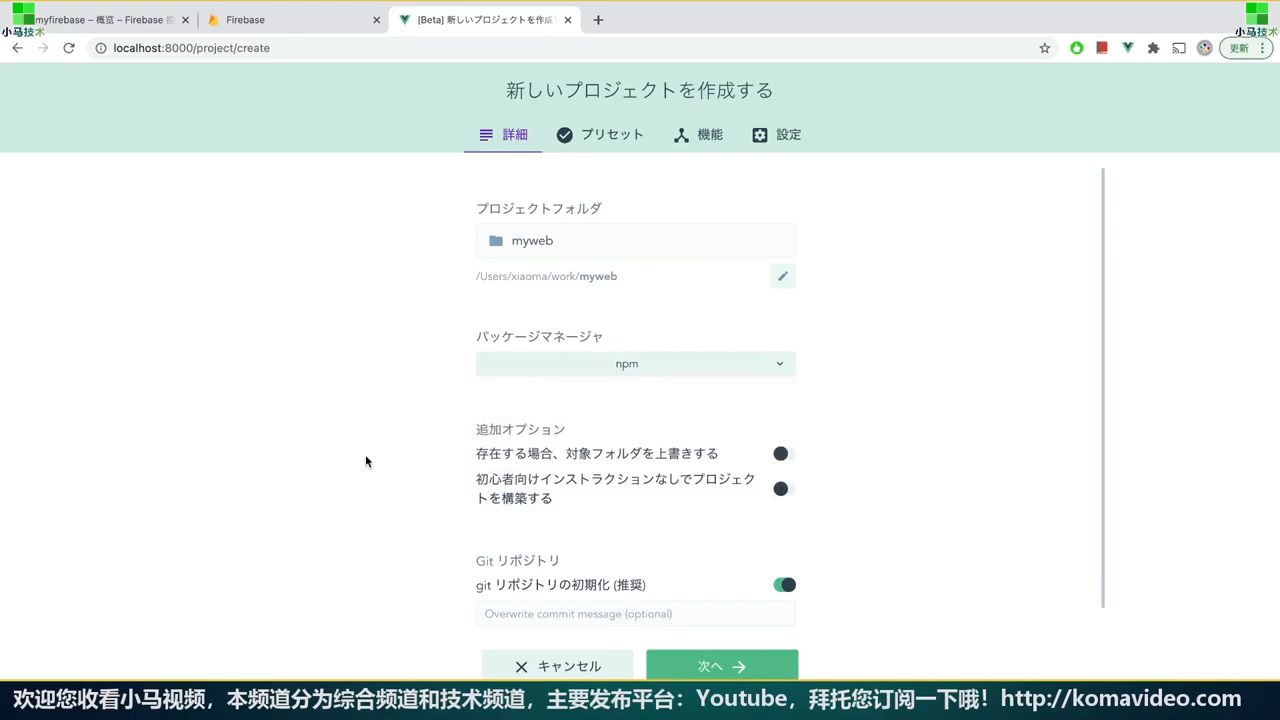 myfirebase – 概览 – Firebase
Firebase
[Beta] 新しいプロジェクトを作成
小马技术
小马技术
localhost:8000/project/create
更新
新しいプロジェクトを作成する
詳細
プリセット
機能
設定
プロジェクトフォルダ
myweb
/Users/xiaoma/work/myweb
パッケージマネージャ
npm
追加オプション
存在する場合、対象フォルダを上書きする
初心者向けインストラクションなしでプロジェク
トを構築する
Git リポジトリ
git リポジトリの初期化 (推奨)
Overwrite commit message (optional)
キャンセル
次へ
欢迎您收看小马视频，本频道分为综合频道和技术频道，主要发布平台：Youtube，拜托您订阅一下哦！http://komavideo.com